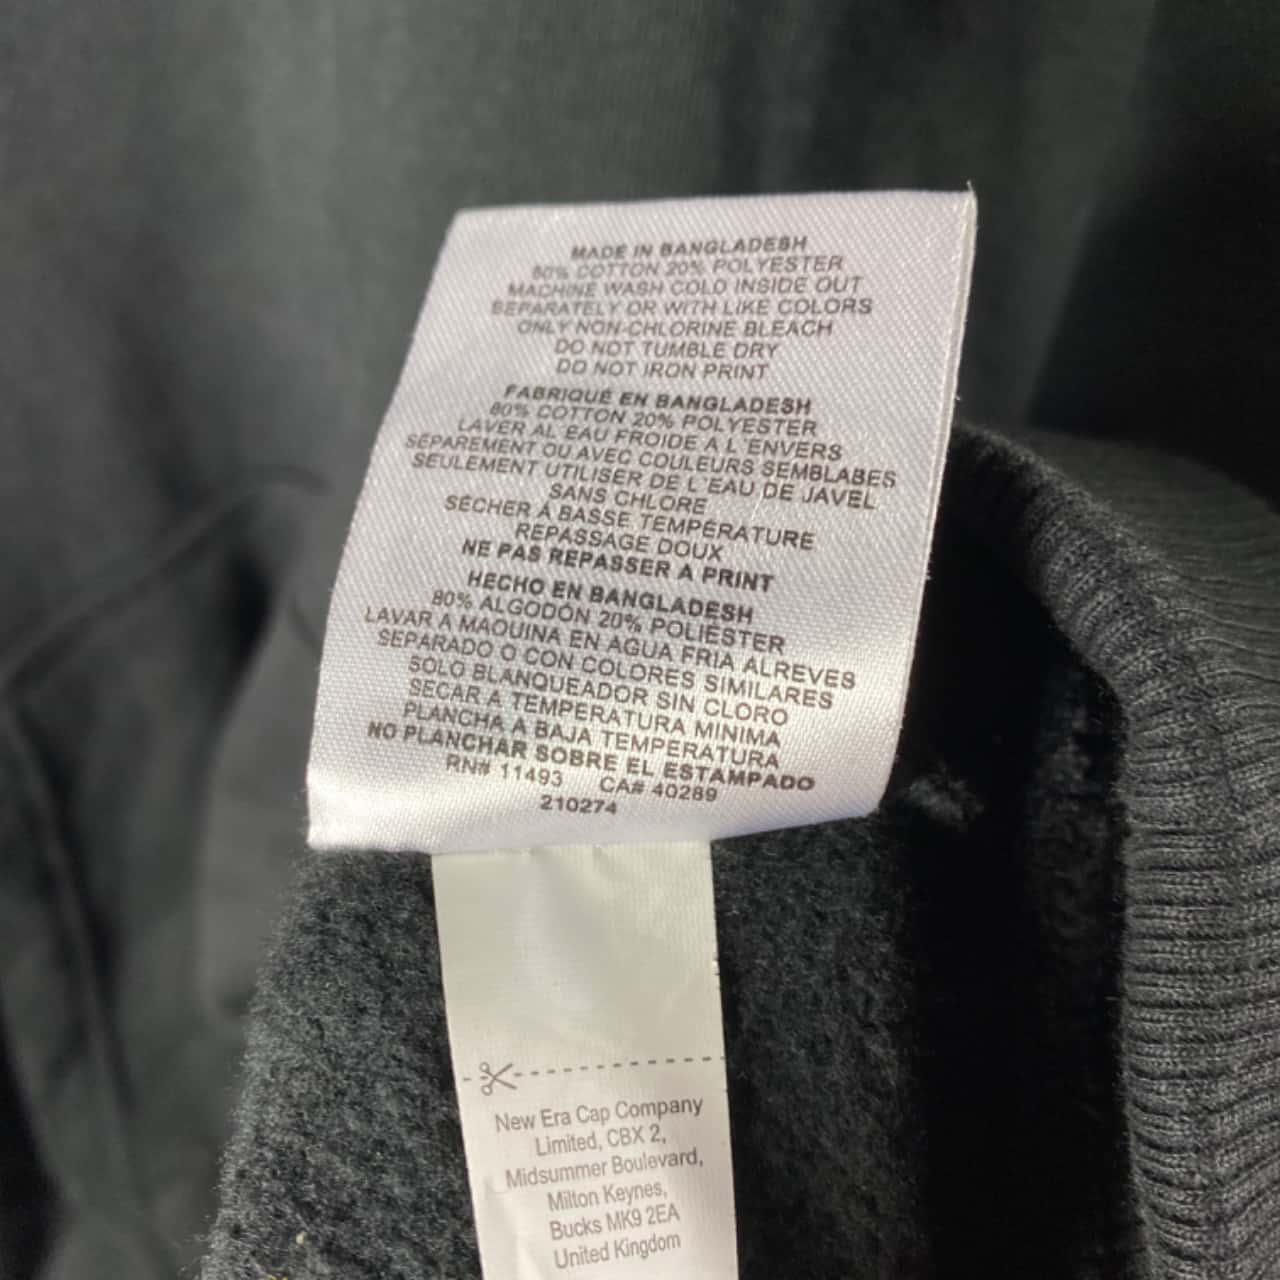 MADE IN BANGLADESH
80% COTTON 20% POLYESTER
MACHINE WASH COLD INSIDE OUT
SEPARATELY OR WITH LIKE COLORS
ONLY NON-CHLORINE BLEACH
DO NOT TUMBLE DRY
DO NOT IRON PRINT
FABRIQUÉ EN BANGLADESH
80% COTTON 20% POLYESTER
LAVER AL´EAU FROIDE A L´ENVERS
SÉPAREMENT OU AVEC COULEURS SEMBLABES
SEULEMENT UTILISER DE L´EAU DE JAVEL
SANS CHLORE
SÉCHER À BASSE TEMPÉRATURE
REPASSAGE DOUX
NE PAS REPASSER A PRINT
HECHO EN BANGLADESH
80% ALGODÓN 20% POLIÉSTER
LAVAR A MAQUINA EN AGUA FRIA ALREVES
SEPARADO O CON COLORES SIMILARES
SOLO BLANQUEADOR SIN CLORO
SECAR A TEMPERATURA MINIMA
PLANCHA A BAJA TEMPERATURA
NO PLANCHAR SOBRE EL ESTAMPADO
RN# 11493 CA# 40289
210274
New Era Cap Company
Limited, CBX 2,
Midsummer Boulevard,
Milton Keynes,
Bucks MK9 2EA
United Kingdom